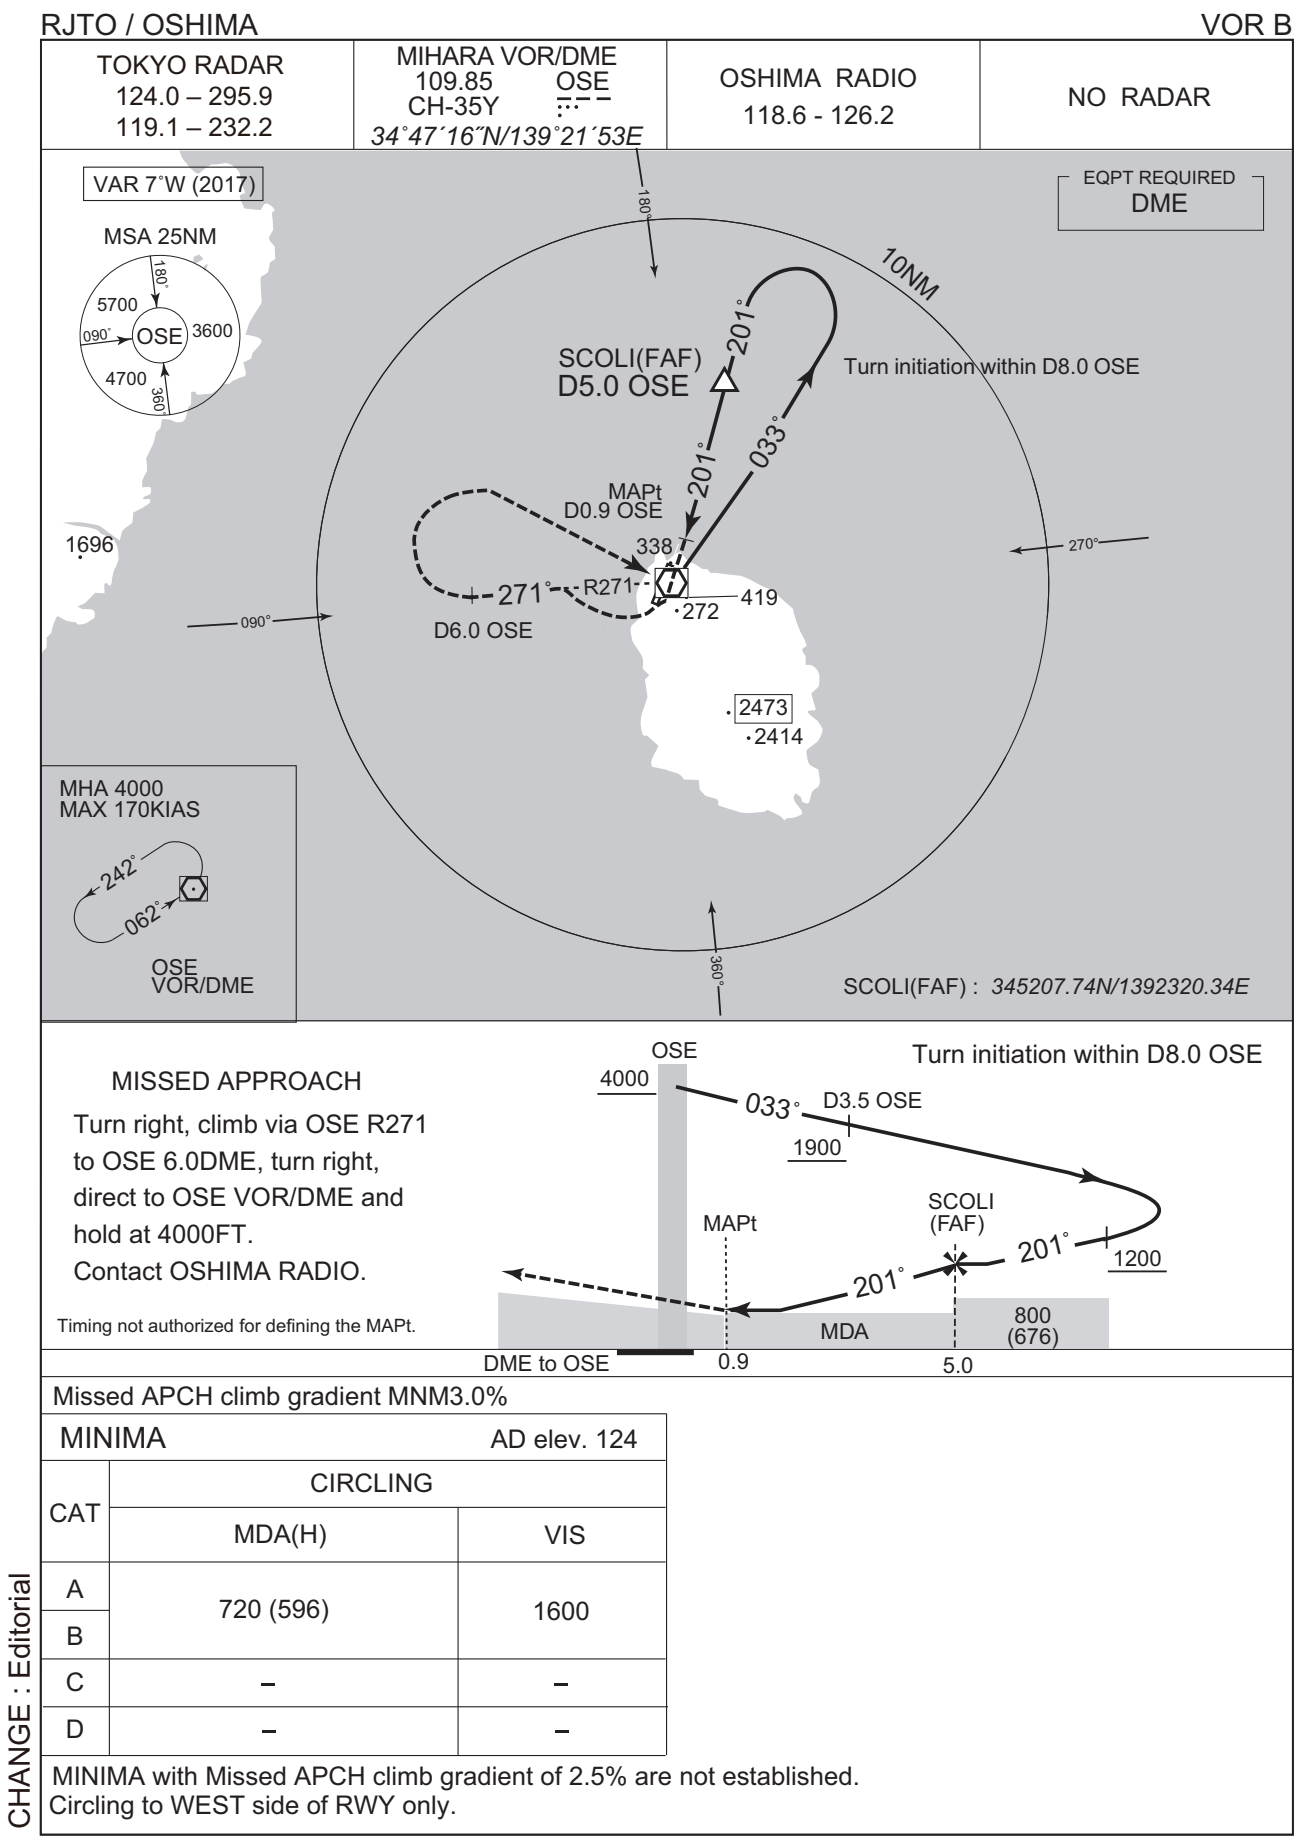 RJTO / OSHIMA
VOR B
TOKYO RADAR
124.0 – 295.9
119.1 – 232.2
MIHARA VOR/DME
109.85 OSE
CH-35Y
34˚47´16˝N/139˚21´53E
OSHIMA RADIO
118.6 - 126.2
NO RADAR
VAR 7˚W (2017)
EQPT REQUIRED
DME
MSA 25NM
180˚
5700
090˚
OSE
3600
4700
360˚
180˚
10NM
201˚
SCOLI(FAF)
D5.0 OSE
Turn initiation within D8.0 OSE
033˚
201˚
MAPt
D0.9 OSE
1696
338
270˚
271˚
R271
419
272
090˚
D6.0 OSE
2473
2414
MHA 4000
MAX 170KIAS
242˚
062˚
OSE
VOR/DME
360˚
SCOLI(FAF) : 345207.74N/1392320.34E
MISSED APPROACH
Turn right, climb via OSE R271
to OSE 6.0DME, turn right,
direct to OSE VOR/DME and
hold at 4000FT.
Contact OSHIMA RADIO.
Timing not authorized for defining the MAPt.
OSE
Turn initiation within D8.0 OSE
4000
033˚
D3.5 OSE
1900
SCOLI
(FAF)
MAPt
201˚
1200
201˚
MDA
800
(676)
DME to OSE
0.9
5.0
Missed APCH climb gradient MNM3.0%
MINIMA
AD elev. 124
CAT
CIRCLING
MDA(H)
VIS
A
720 (596)
1600
B
C
–
–
D
–
–
MINIMA with Missed APCH climb gradient of 2.5% are not established.
Circling to WEST side of RWY only.
CHANGE : Editorial